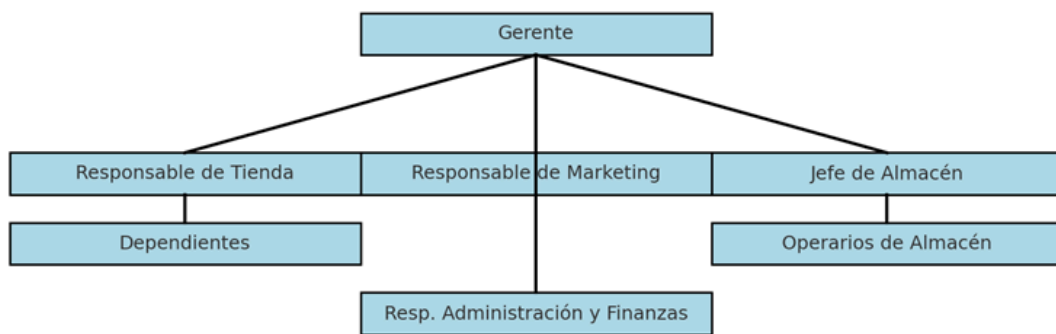 Gerente
Responsable de Tienda
Responsable de Marketing
Jefe de Almacén
Dependientes
Operarios de Almacén
Resp. Administración y Finanzas